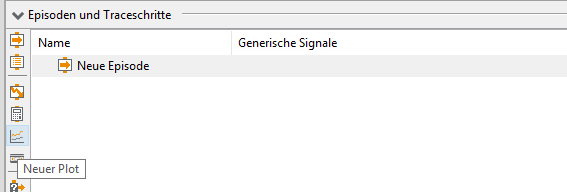 Episoden und Traceschritte
Name Generische Signale
Neue Episode
Neuer Plot